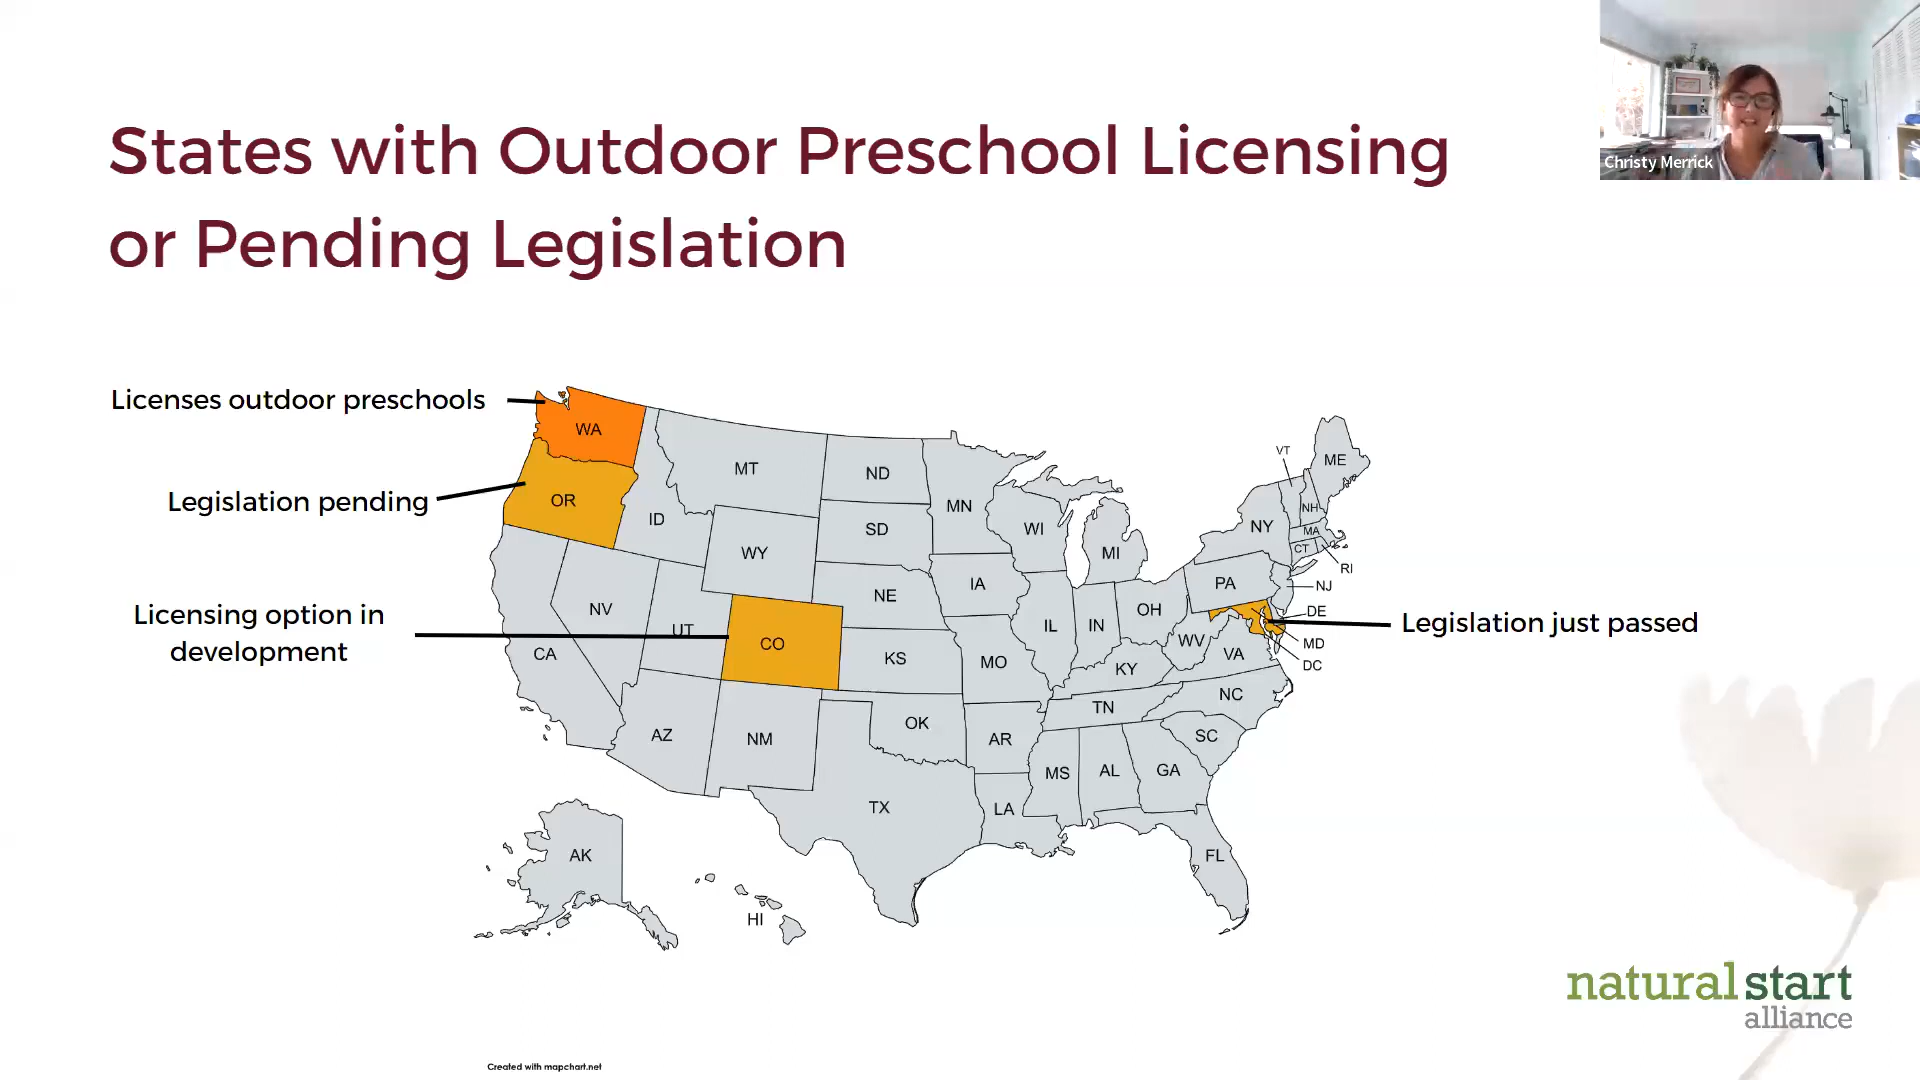 Christy Merrick
States with Outdoor Preschool Licensing
or Pending Legislation
Licenses outdoor preschools
Legislation pending
Licensing option in
development
Legislation just passed
WA
OR
CA
NV
ID
MT
WY
UT
CO
AZ
NM
ND
SD
NE
KS
OK
TX
MN
IA
MO
AR
LA
WI
IL
MI
IN
OH
KY
TN
MS
AL
GA
FL
SC
NC
VA
WV
PA
NY
VT
NH
ME
MA
CT
RI
NJ
DE
MD
DC
AK
HI
natural start
alliance
Created with mapchart.net